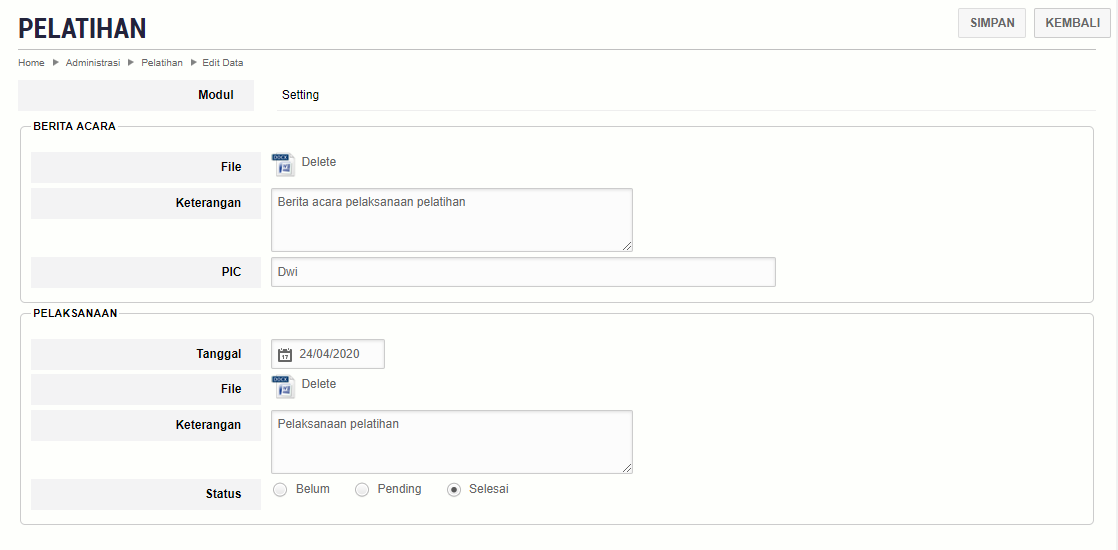 PELATIHAN
SIMPAN
KEMBALI
Home Administrasi Pelatihan Edit Data
Modul Setting
BERITA ACARA
File DOCX Delete
Keterangan Berita acara pelaksanaan pelatihan
PIC Dwi
PELAKSANAAN
Tanggal 17 24/04/2020
File DOCX Delete
Keterangan Pelaksanaan pelatihan
Status Belum Pending Selesai